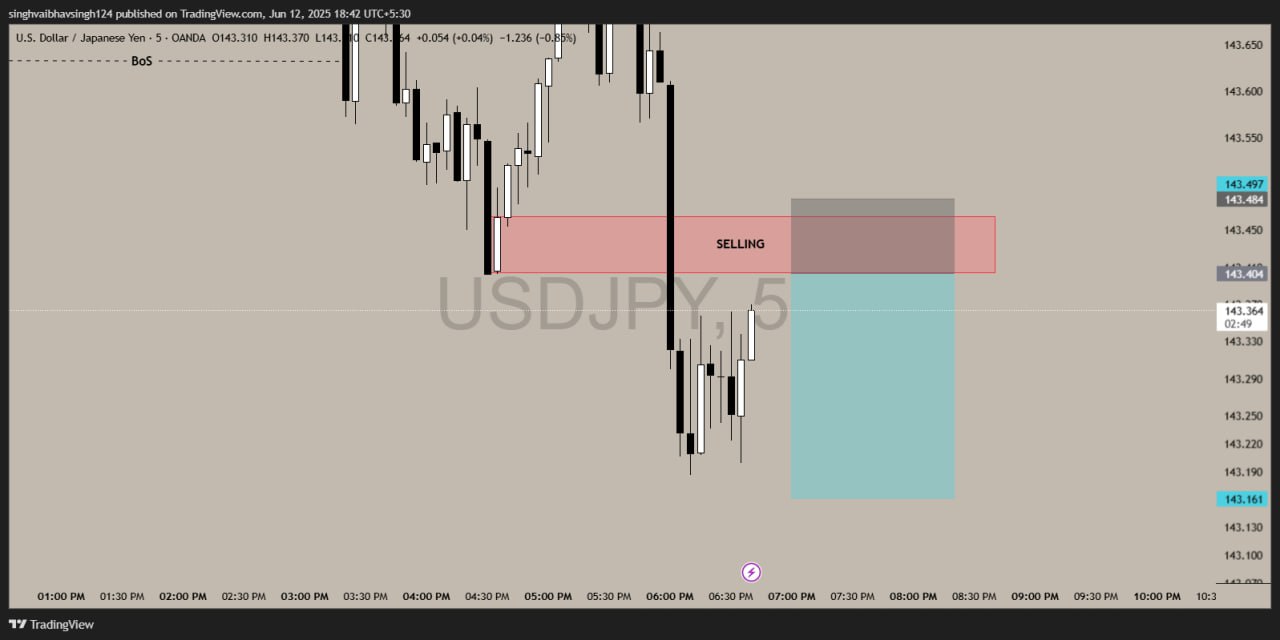 singhvaibhavsingh124 published on TradingView.com, Jun 12, 2025 18:42 UTC+5:30
U.S. Dollar / Japanese Yen · 5 · OANDA O143.310 H143.370 C143.364 +0.054 (+0.04%) −1.236 (−0.85%)
143.650
BoS
143.600
143.550
143.497
143.484
143.450
SELLING
143.404
USDJPY, 5
143.364
02:49
143.330
143.290
143.250
143.220
143.190
143.161
143.130
143.100
01:00 PM 01:30 PM 02:00 PM 02:30 PM 03:00 PM 03:30 PM 04:00 PM 04:30 PM 05:00 PM 05:30 PM 06:00 PM 06:30 PM 07:00 PM 07:30 PM 08:00 PM 08:30 PM 09:00 PM 09:30 PM 10:00 PM 10:3
TradingView